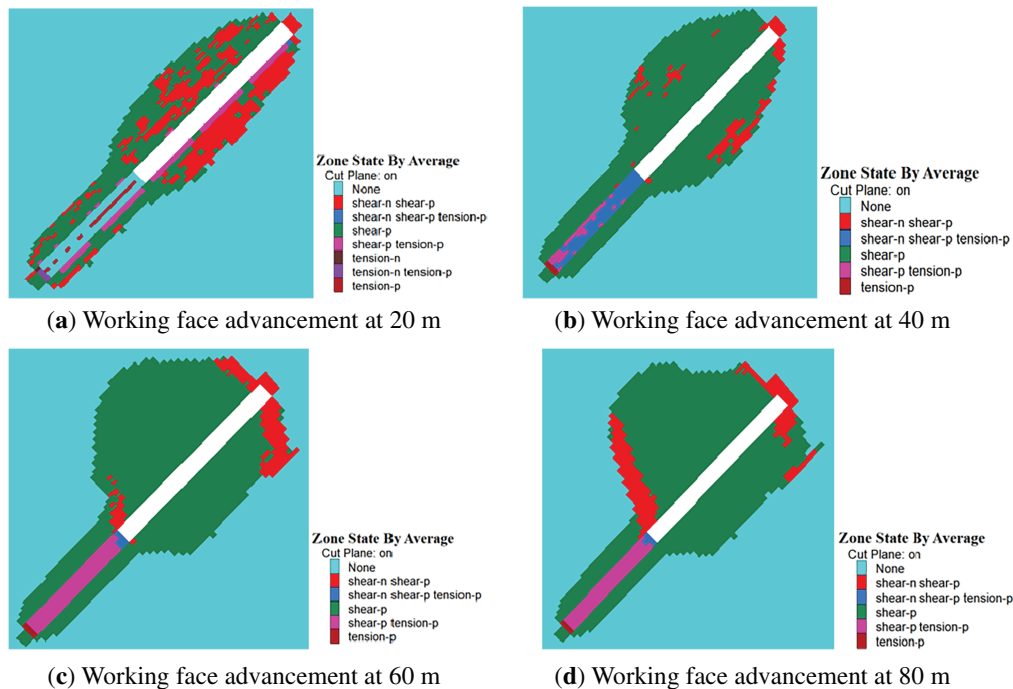 Zone State By Average
Cut Plane: on
None
shear-n shear-p
shear-n shear-p tension-p
shear-p
shear-p tension-p
tension-n
tension-n tension-p
tension-p
(a) Working face advancement at 20 m
Zone State By Average
Cut Plane: on
None
shear-n shear-p
shear-n shear-p tension-p
shear-p
shear-p tension-p
tension-p
(b) Working face advancement at 40 m
Zone State By Average
Cut Plane: on
None
shear-n shear-p
shear-n shear-p tension-p
shear-p
shear-p tension-p
tension-p
(c) Working face advancement at 60 m
Zone State By Average
Cut Plane: on
None
shear-n shear-p
shear-n shear-p tension-p
shear-p
shear-p tension-p
tension-p
(d) Working face advancement at 80 m